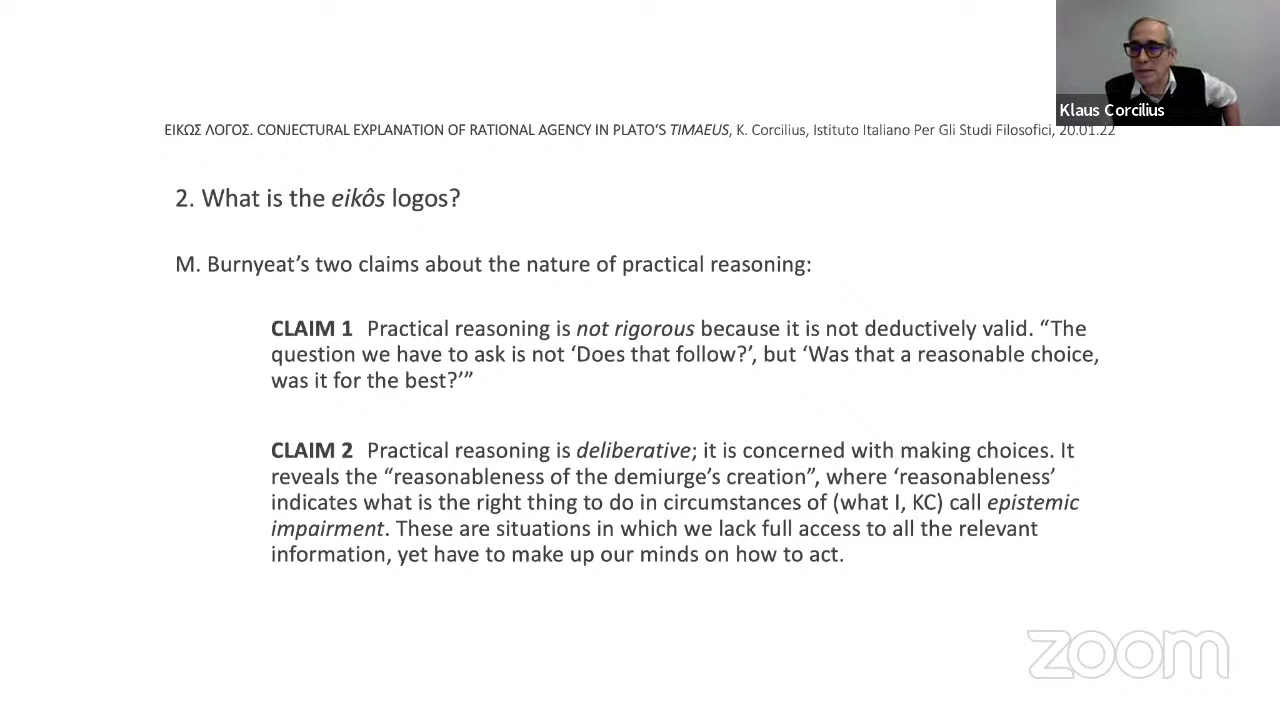 Klaus Corcilius
ΕΙΚΩΣ ΛΟΓΟΣ. CONJECTURAL EXPLANATION OF RATIONAL AGENCY IN PLATO'S TIMAEUS, K. Corcilius, Istituto Italiano Per Gli Studi Filosofici, 20.01.22
2. What is the eikôs logos?
M. Burnyeat's two claims about the nature of practical reasoning:
CLAIM 1 Practical reasoning is not rigorous because it is not deductively valid. “The
question we have to ask is not ‘Does that follow?’, but ‘Was that a reasonable choice,
was it for the best?’”
CLAIM 2 Practical reasoning is deliberative; it is concerned with making choices. It
reveals the “reasonableness of the demiurge’s creation”, where ‘reasonableness’
indicates what is the right thing to do in circumstances of (what I, KC) call epistemic
impairment. These are situations in which we lack full access to all the relevant
information, yet have to make up our minds on how to act.
zoom